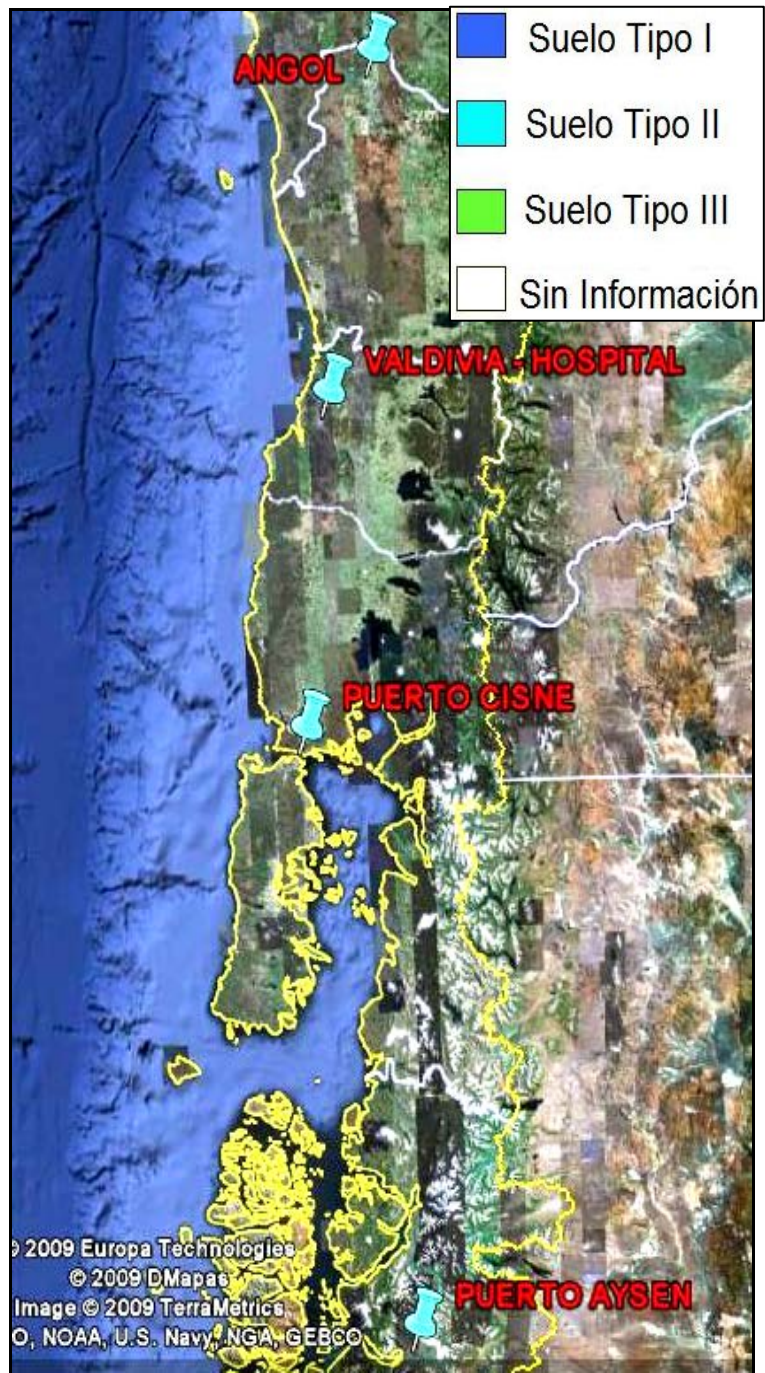 ANGOL
Suelo Tipo I
Suelo Tipo II
Suelo Tipo III
Sin Información
VALDIVIA - HOSPITAL
PUERTO CISNE
PUERTO AYSEN
© 2009 Europa Technologies
© 2009 DMapas
Image © 2009 TerraMetrics
O, NOAA, U.S. Navy, NGA, GEBCO